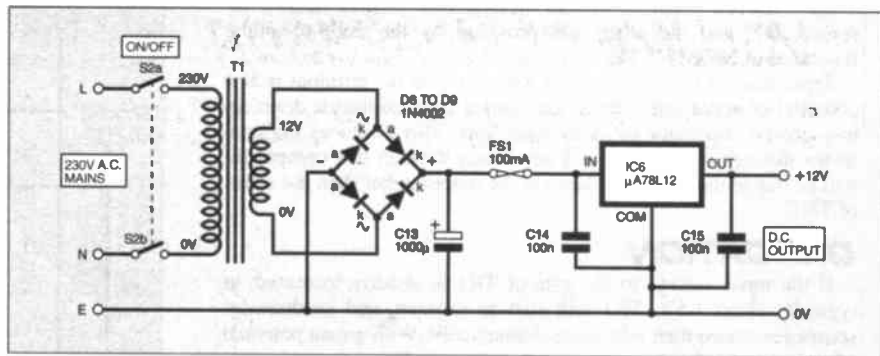 ON/OFF
S2a
230V
T1
L
12V
D6 TO D9
1N4002
k
a
a
k
a
k
a
k
+
FS1
100mA
IN
IC6
μA78L12
OUT
+12V
230V A.C.
MAINS
COM
0V
+
C13
1000μ
C14
100n
C15
100n
D.C.
OUTPUT
S2b
0V
N
E
0V